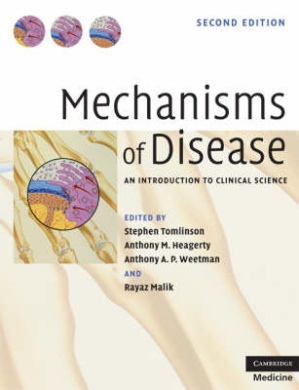 SECOND EDITION
Mechanisms
of Disease
AN INTRODUCTION TO CLINICAL SCIENCE
EDITED BY
Stephen Tomlinson
Anthony M. Heagerty
Anthony A. P. Weetman
AND
Rayaz Malik
CAMBRIDGE
Medicine